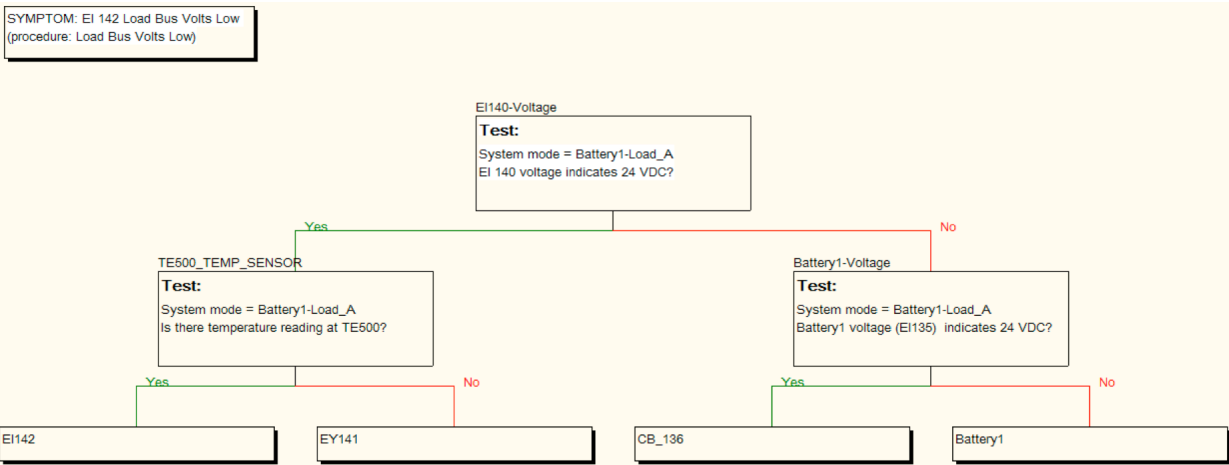 SYMPTOM: EI 142 Load Bus Volts Low
(procedure: Load Bus Volts Low)
EI140-Voltage
Test:
System mode = Battery1-Load_A
EI 140 voltage indicates 24 VDC?
Yes
No
TE500_TEMP_SENSOR
Test:
System mode = Battery1-Load_A
Is there temperature reading at TE500?
Battery1-Voltage
Test:
System mode = Battery1-Load_A
Battery1 voltage (EI135) indicates 24 VDC?
Yes
No
Yes
No
EI142
EY141
CB_136
Battery1